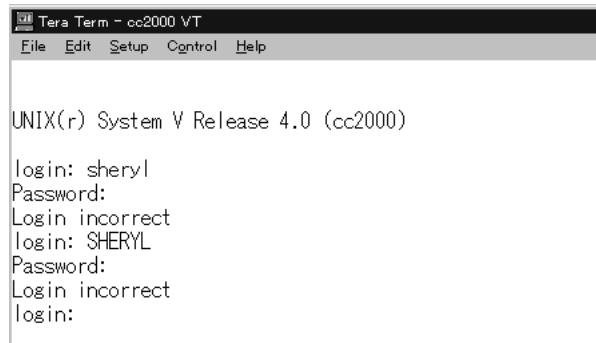 Tera Term - cc2000 VT
File Edit Setup Control Help
UNIX(r) System V Release 4.0 (cc2000)
login: sheryl
Password:
Login incorrect
login: SHERYL
Password:
Login incorrect
login: